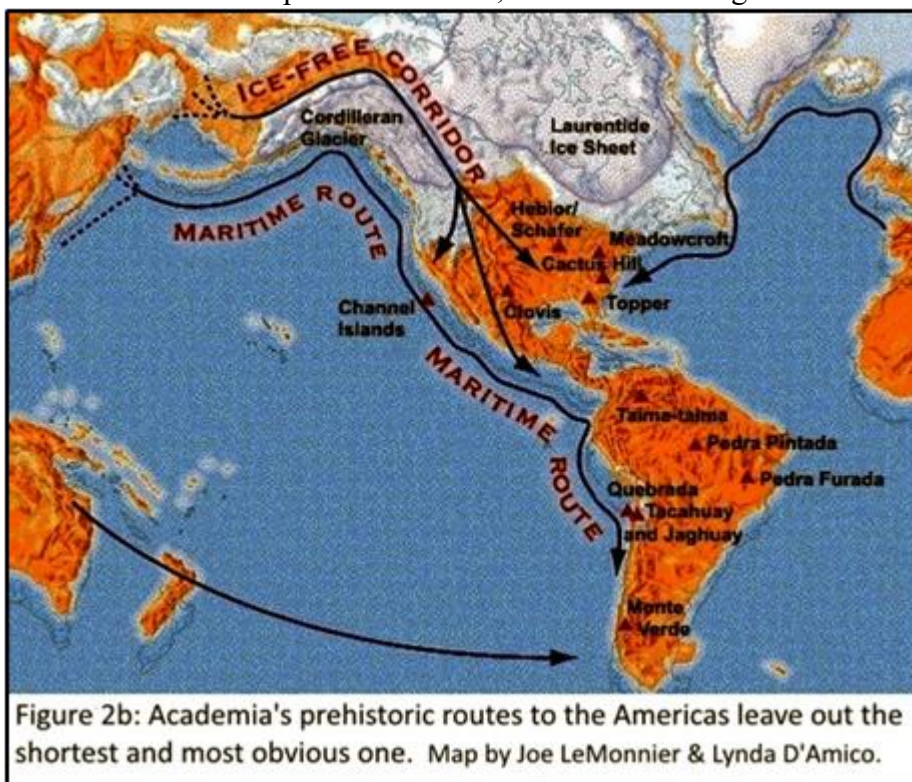 ICE-FREE CORRIDOR
Cordilleran
Glacier
Laurentide
Ice Sheet
MARITIME ROUTE
Hebior/
Schafer
Meadowcroft
Cactus Hill
Channel
Islands
Clovis
Topper
MARITIME ROUTE
Taima-taima
Pedra Pintada
Pedra Furada
Quebrada
Tacahuay
and Jaghuay
Monte
Verde
Figure 2b: Academia's prehistoric routes to the Americas leave out the
shortest and most obvious one. Map by Joe LeMonnier & Lynda D'Amico.